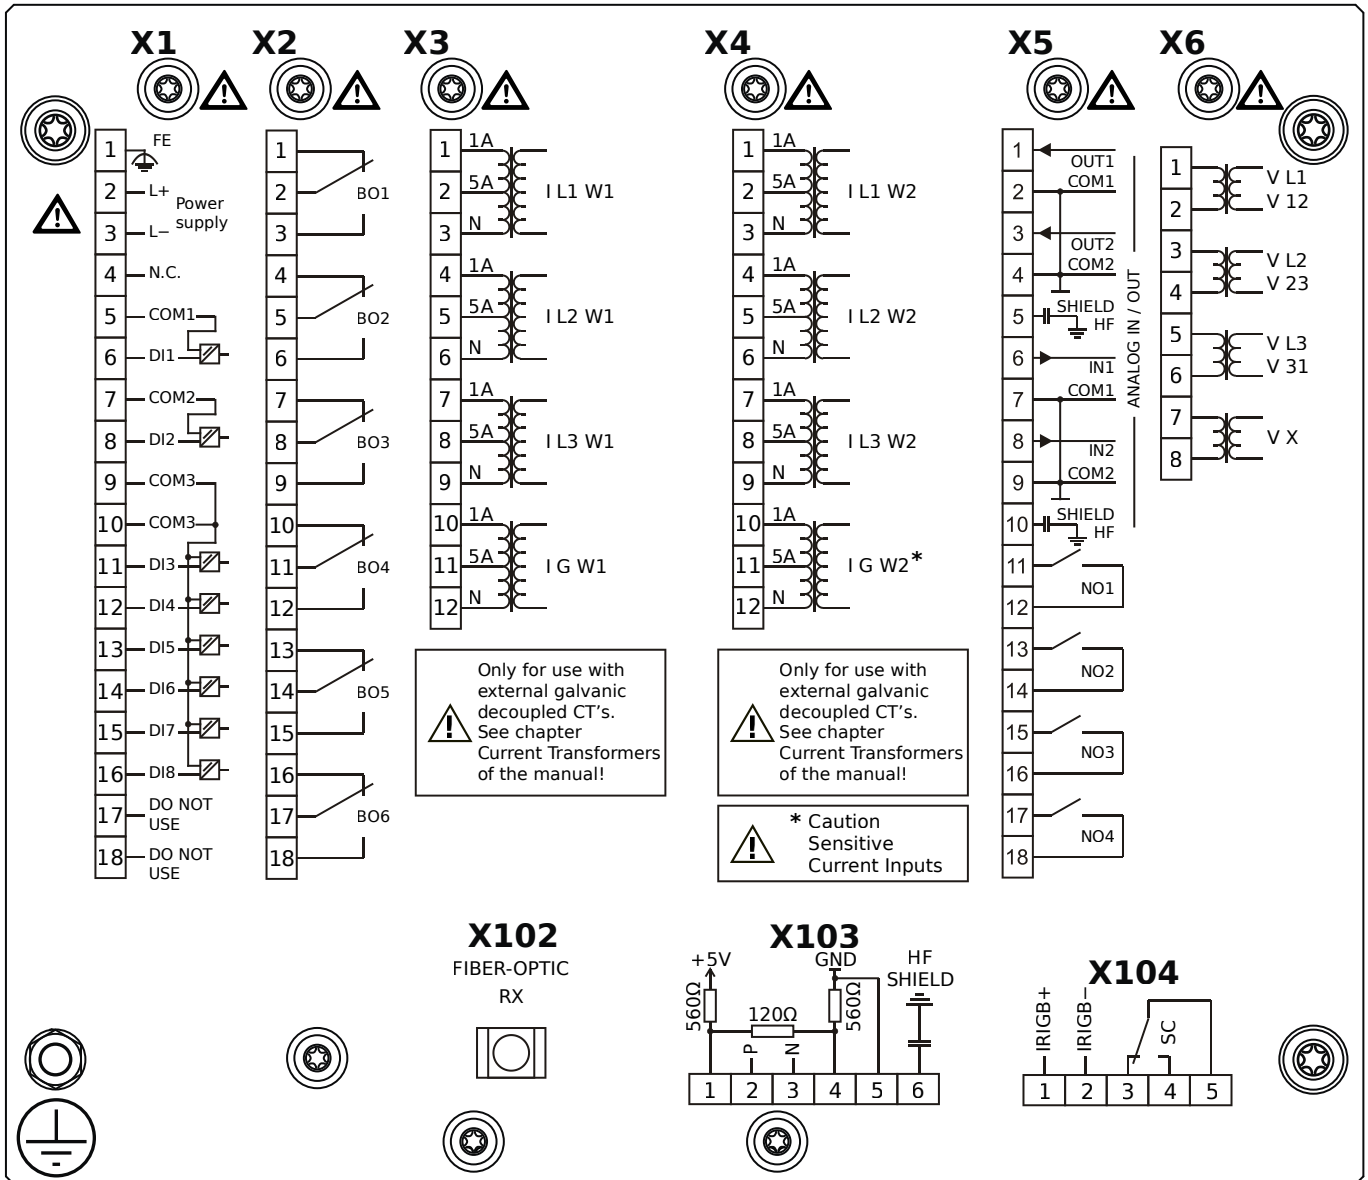 X1
X2
X3
X4
X5
X6
1 FE
2 L+ Power
supply
3 L−
4 N.C.
5 COM1
6 DI1
7 COM2
8 DI2
9 COM3
10 COM3
11 DI3
12 DI4
13 DI5
14 DI6
15 DI7
16 DI8
17 DO NOT
USE
18 DO NOT
USE
1
2 BO1
3
4
5 BO2
6
7
8 BO3
9
10
11 BO4
12
13
14 BO5
15
16
17 BO6
18
1 1A
2 5A I L1 W1
3 N
4 1A
5 5A I L2 W1
6 N
7 1A
8 5A I L3 W1
9 N
10 1A
11 5A I G W1
12 N
Only for use with
external galvanic
decoupled CT's.
See chapter
Current Transformers
of the manual!
1 1A
2 5A I L1 W2
3 N
4 1A
5 5A I L2 W2
6 N
7 1A
8 5A I L3 W2
9 N
10 1A
11 5A I G W2*
12 N
Only for use with
external galvanic
decoupled CT's.
See chapter
Current Transformers
of the manual!
* Caution
Sensitive
Current Inputs
1 OUT1
2 COM1
3 OUT2
4 COM2
5 SHIELD
HF
6 IN1
7 COM1
8 IN2
9 COM2
10 SHIELD
HF
ANALOG IN / OUT
11
NO1
12
13
NO2
14
15
NO3
16
17
NO4
18
1 V L1
2 V 12
3 V L2
4 V 23
5 V L3
6 V 31
7 V X
8
X102
FIBER-OPTIC
RX
X103
+5V GND HF
SHIELD
560Ω 120Ω 560Ω
P N
1 2 3 4 5 6
X104
IRIGB+ IRIGB− SC
1 2 3 4 5